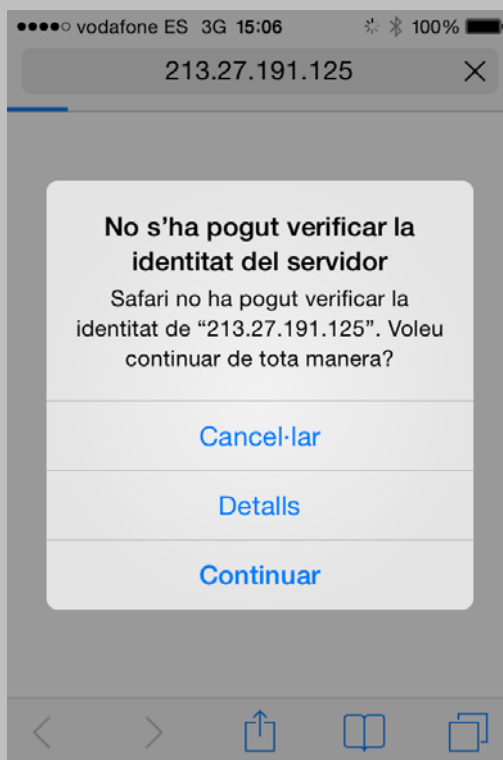 vodafone ES 3G 15:06 100%
213.27.191.125
No s’ha pogut verificar la
identitat del servidor
Safari no ha pogut verificar la
identitat de “213.27.191.125”. Voleu
continuar de tota manera?
Cancel·lar
Detalls
Continuar